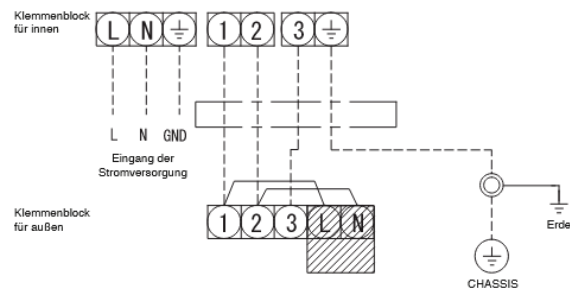 Klemmenblock
für innen
L N 1 2 3
L N GND
Eingang der
Stromversorgung
Klemmenblock
für außen
1 2 3 L N
Erde
CHASSIS